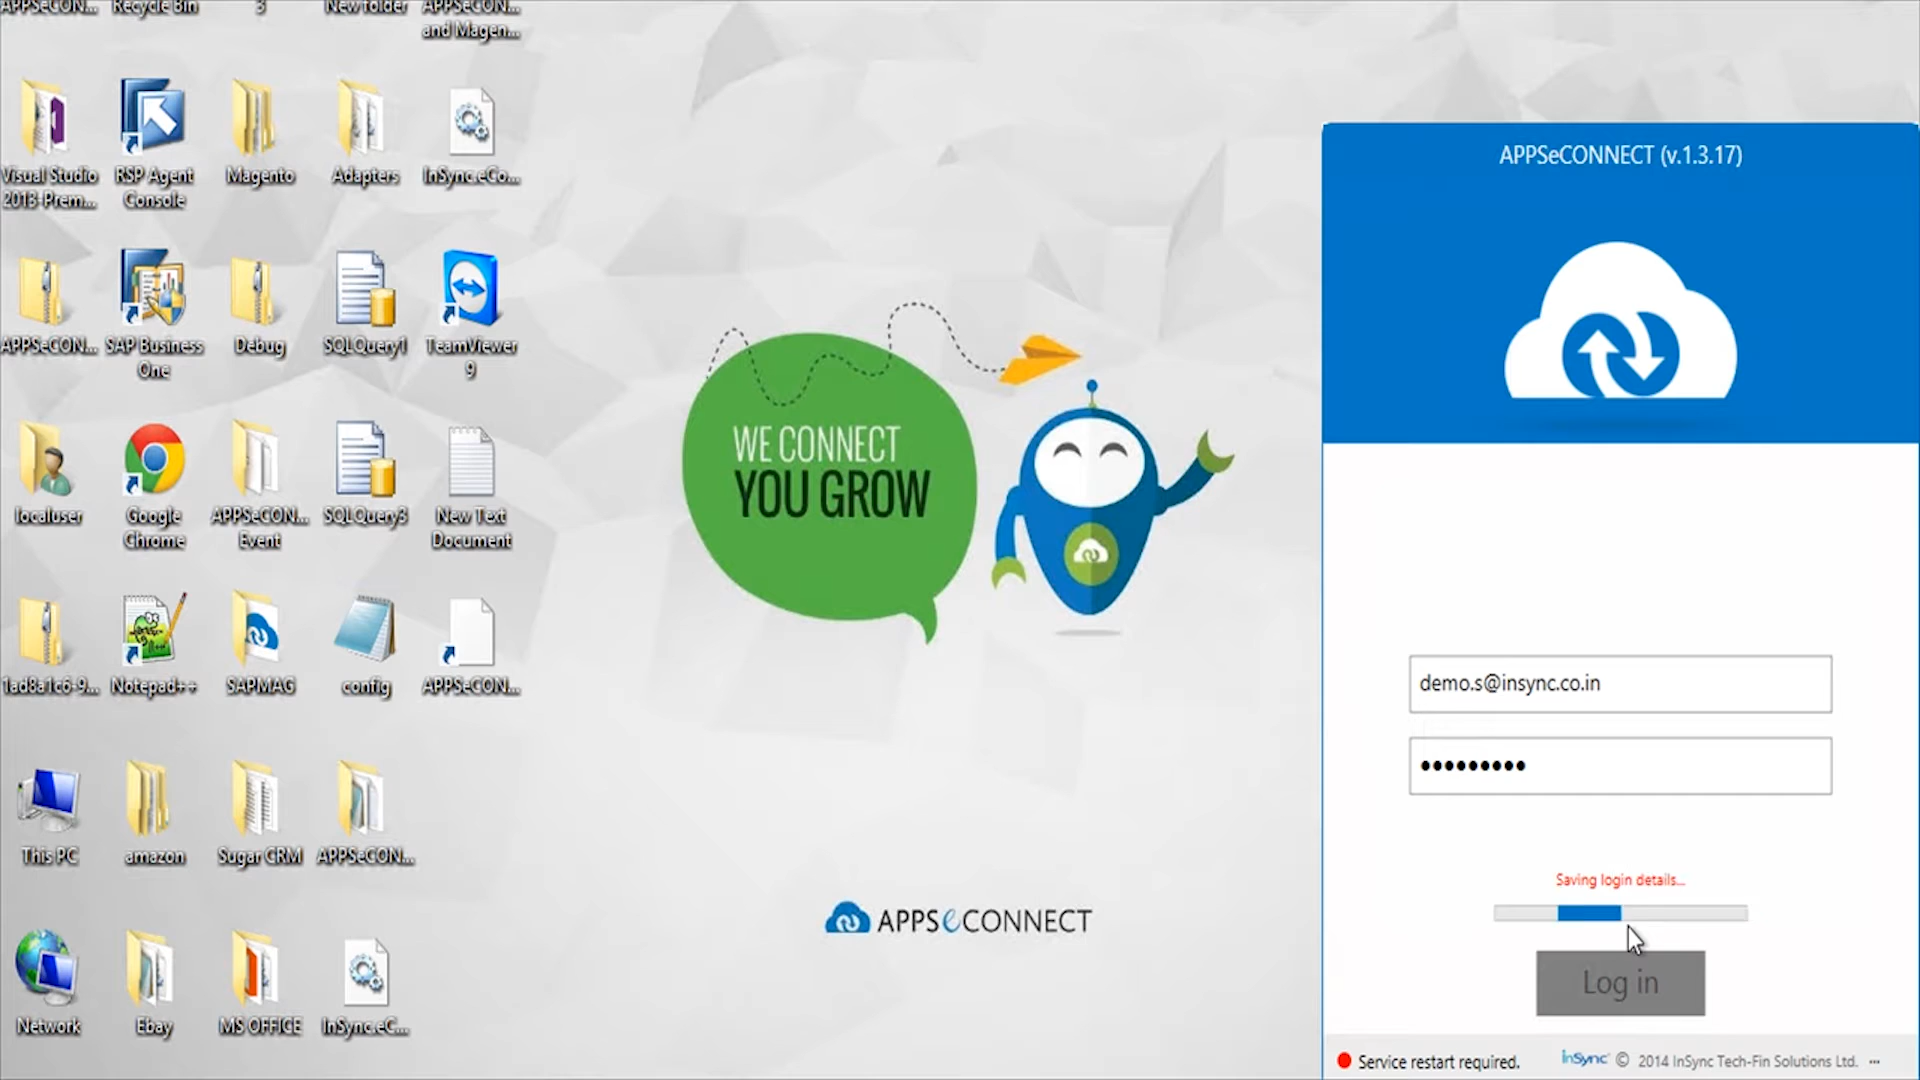 APPSeCON...
Recycle Bin
3
New folder
APPSeCON...
and Magen...
Visual Studio
2013-Prem...
RSP Agent
Console
Magento
Adapters
InSync.eCo...
APPSeCON...
SAP Business
One
Debug
SQLQuery1
TeamViewer
9
localuser
Google
Chrome
APPSeCON...
Event
SQLQuery3
New Text
Document
1ad8a1c6-9...
Notepad++
SAPMAG
config
APPSeCON...
This PC
amazon
Sugar CRM
APPSeCON...
Network
Ebay
MS OFFICE
InSync.eC...
WE CONNECT
YOU GROW
APPSeCONNECT
APPSeCONNECT (v.1.3.17)
demo.s@insync.co.in
•••••••••
Saving login details...
Log in
Service restart required.
InSync © 2014 InSync Tech-Fin Solutions Ltd. ...